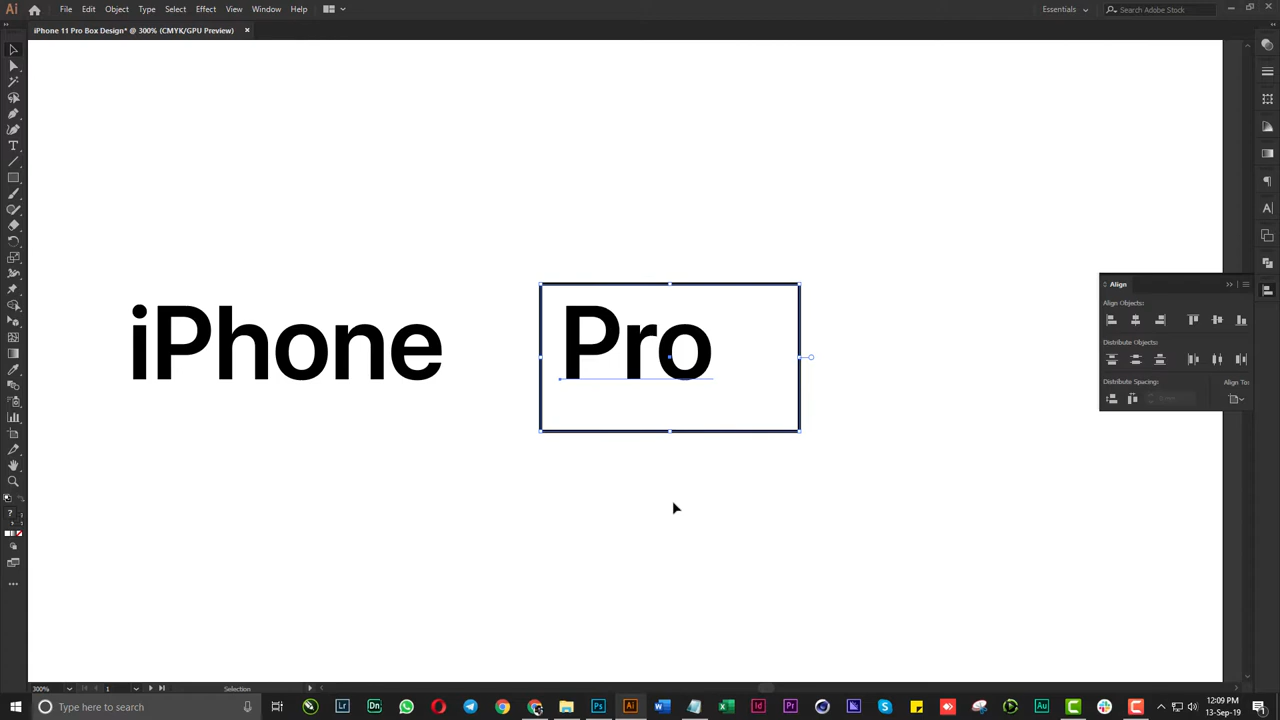 Ai File Edit Object Type Select Effect View Window Help Essentials Search Adobe Stock
iPhone 11 Pro Box Design* @ 300% (CMYK/GPU Preview)
iPhone Pro
Align
Align Objects:
Distribute Objects:
Distribute Spacing: Align To:
300% 1 Selection
Type here to search
12:09 PM
13-Sep-19